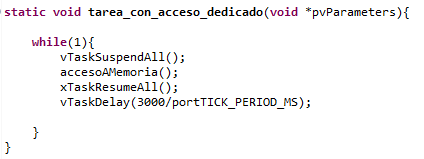 static void tarea_con_acceso_dedicado(void *pvParameters){
while(1){
vTaskSuspendAll();
accesoAMemoria();
xTaskResumeAll();
vTaskDelay(3000/portTICK_PERIOD_MS);
}
}